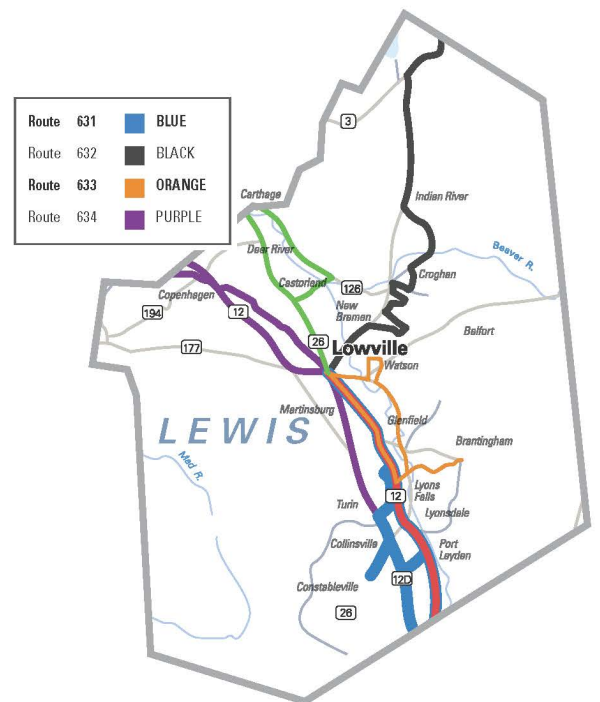 Route 631 BLUE
Route 632 BLACK
Route 633 ORANGE
Route 634 PURPLE
3
Carthage
Indian River
Deer River
Beaver R.
Croghan
Castorland
126
Copenhagen
New
Bremen
194
12
Belfort
26
177
Lowville
Watson
Martinsburg
Glenfield
LEWIS
Brantingham
Mad R.
Lyons
Falls
12
Turin
Lyonsdale
Collinsville
Port
Leyden
12D
Constableville
26